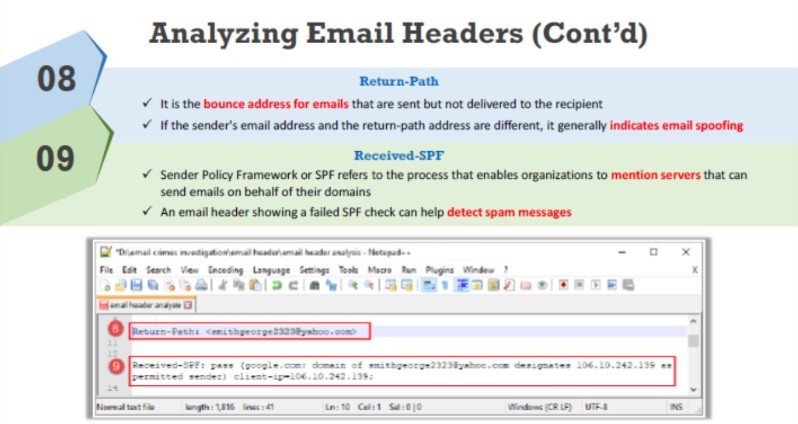 Analyzing Email Headers (Cont'd)
08
Return-Path
✓ It is the bounce address for emails that are sent but not delivered to the recipient
✓ If the sender's email address and the return-path address are different, it generally indicates email spoofing
09
Received-SPF
✓ Sender Policy Framework or SPF refers to the process that enables organizations to mention servers that can
send emails on behalf of their domains
✓ An email header showing a failed SPF check can help detect spam messages
*D:\email crimes investigation\email header\email header analysis - Notepad++
File Edit Search View Encoding Language Settings Tools Macro Run Plugins Window ?
X
email header analysis
8
Return-Path: <smithgeorge2323@yahoo.com>
11
12
9
Received-SPF: pass (google.com: domain of smithgeorge2323@yahoo.com designates 106.10.242.139 as
permitted sender) client-ip=106.10.242.139;
14
Normal text file length : 1,816 lines : 41 Ln : 10 Col : 1 Sel : 0 | 0 Windows (CR LF) UTF-8 INS